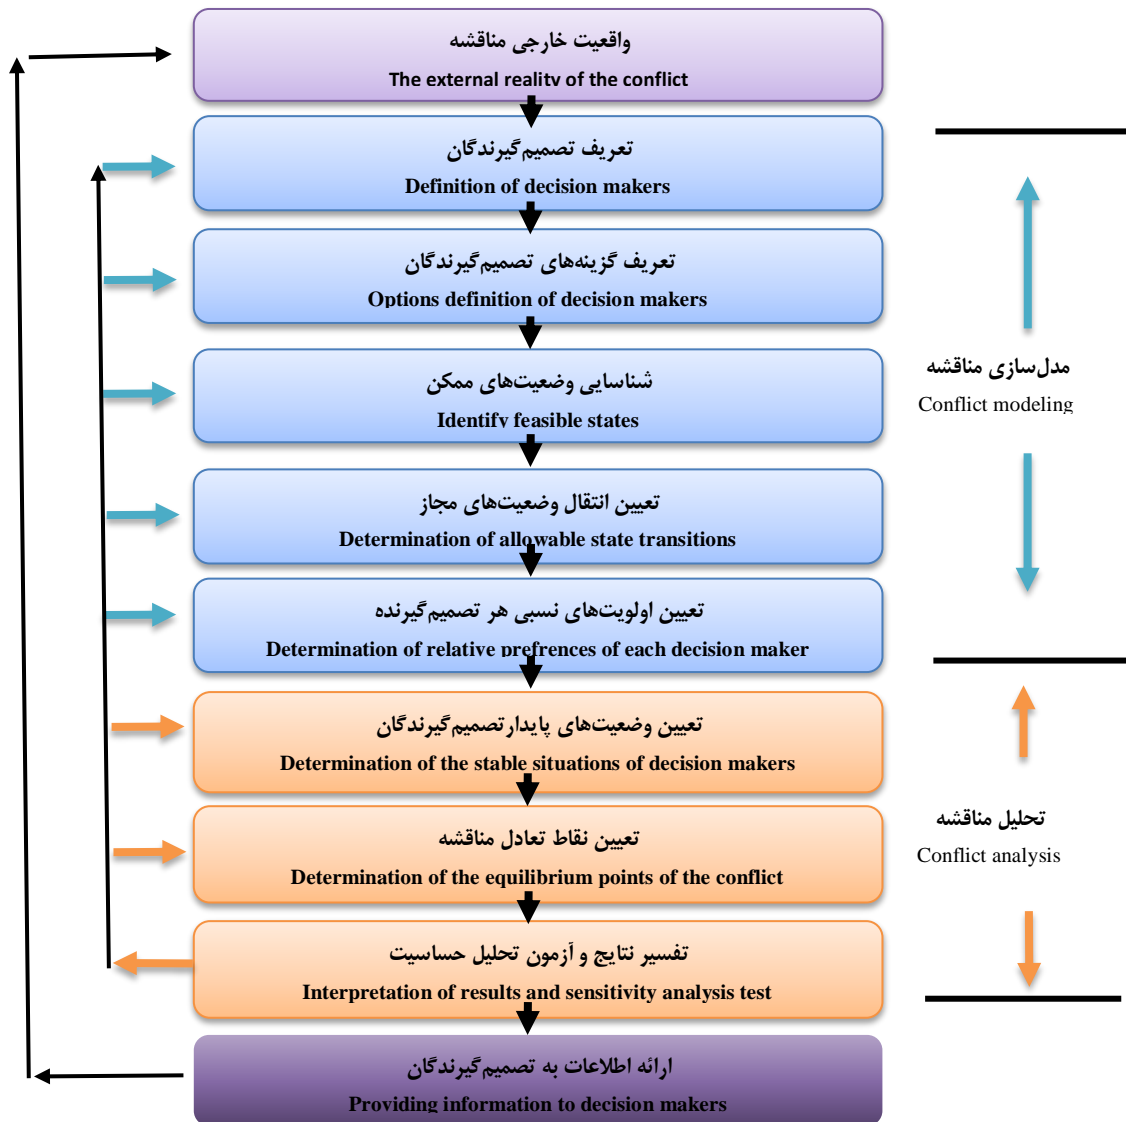 واقعیت خارجی مناقشه
The external reality of the conflict
تعریف تصمیم‌گیرندگان
Definition of decision makers
تعریف گزینه‌های تصمیم‌گیرندگان
Options definition of decision makers
شناسایی وضعیت‌های ممکن
Identify feasible states
تعیین انتقال وضعیت‌های مجاز
Determination of allowable state transitions
تعیین اولویت‌های نسبی هر تصمیم‌گیرنده
Determination of relative prefrences of each decision maker
مدل‌سازی مناقشه
Conflict modeling
تعیین وضعیت‌های پایدارتصمیم‌گیرندگان
Determination of the stable situations of decision makers
تعیین نقاط تعادل مناقشه
Determination of the equilibrium points of the conflict
تفسیر نتایج و آزمون تحلیل حساسیت
Interpretation of results and sensitivity analysis test
تحلیل مناقشه
Conflict analysis
ارائه اطلاعات به تصمیم‌گیرندگان
Providing information to decision makers